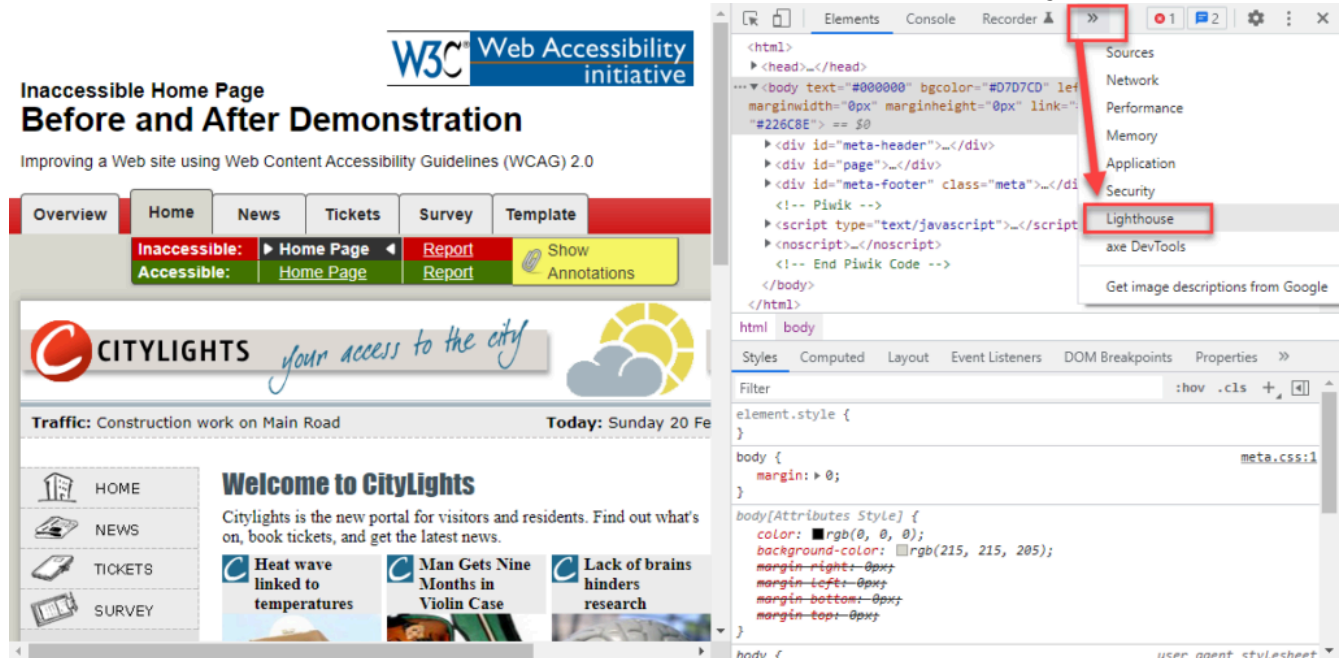 W3C® Web Accessibility
initiative
Inaccessible Home Page
Before and After Demonstration
Improving a Web site using Web Content Accessibility Guidelines (WCAG) 2.0
Overview Home News Tickets Survey Template
Inaccessible: Home Page Report
Accessible: Home Page Report
Show
Annotations
CITYLIGHTS your access to the city
Traffic: Construction work on Main Road Today: Sunday 20 Fe
HOME
NEWS
TICKETS
SURVEY
Welcome to CityLights
Citylights is the new portal for visitors and residents. Find out what's
on, book tickets, and get the latest news.
Heat wave
linked to
temperatures
Man Gets Nine
Months in
Violin Case
Lack of brains
hinders
research
Elements Console Recorder » 1 2
<html>
▶<head>…</head>
…▼<body text="#000000" bgcolor="#D7D7CD" lef
marginwidth="0px" marginheight="0px" link="
"#226C8E"> == $0
▶<div id="meta-header">…</div>
▶<div id="page">…</div>
▶<div id="meta-footer" class="meta">…</di
<!-- Piwik -->
▶<script type="text/javascript">…</script
▶<noscript>…</noscript>
<!-- End Piwik Code -->
</body>
</html>
Sources
Network
Performance
Memory
Application
Security
Lighthouse
axe DevTools
Get image descriptions from Google
html body
Styles Computed Layout Event Listeners DOM Breakpoints Properties »
Filter :hov .cls +
element.style {
}
body { meta.css:1
margin: ▶ 0;
}
body[Attributes Style] {
color: rgb(0, 0, 0);
background-color: rgb(215, 215, 205);
margin-right: 0px;
margin-left: 0px;
margin-bottom: 0px;
margin-top: 0px;
}
body { user agent stylesheet